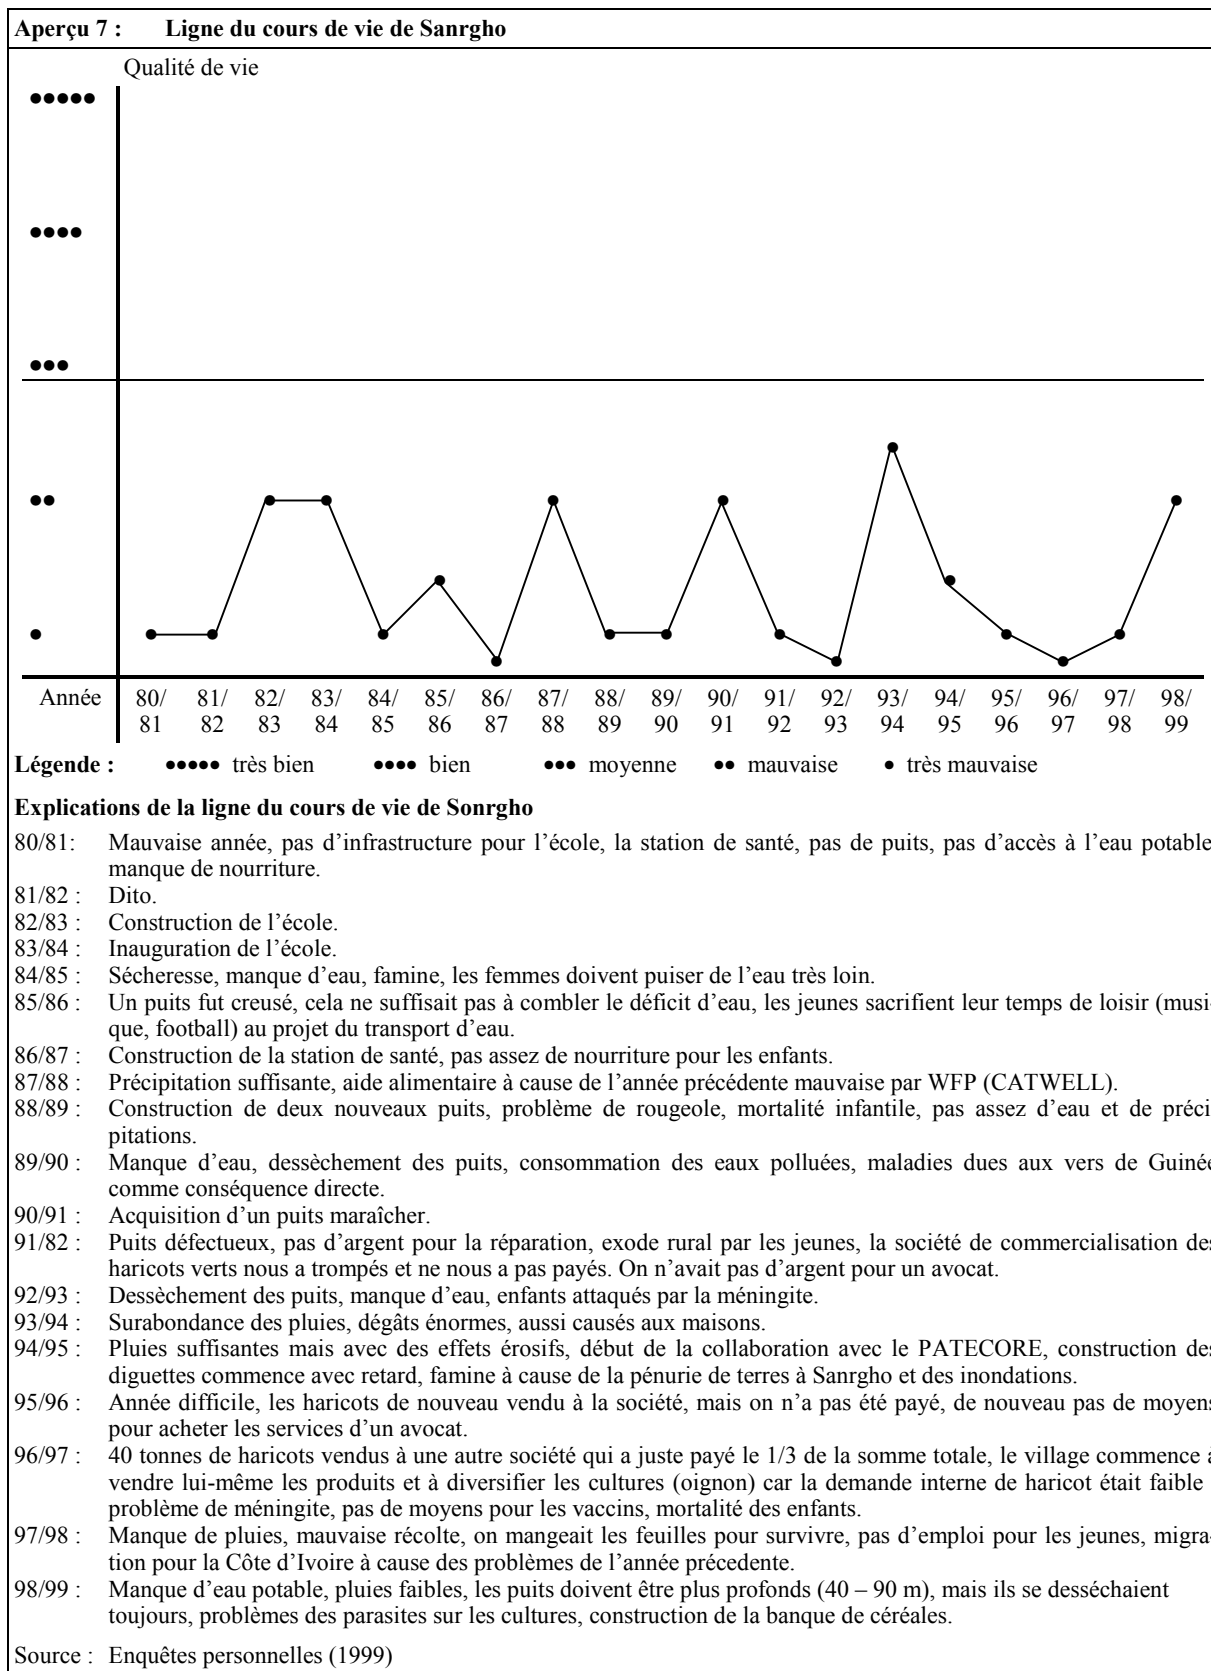 Aperçu 7 : Ligne du cours de vie de Sanrgho
Qualité de vie
●●●●●
●●●●
●●●
●●
●
Année 80/ 81/ 82/ 83/ 84/ 85/ 86/ 87/ 88/ 89/ 90/ 91/ 92/ 93/ 94/ 95/ 96/ 97/ 98/
81 82 83 84 85 86 87 88 89 90 91 92 93 94 95 96 97 98 99
Légende : ●●●●● très bien ●●●● bien ●●● moyenne ●● mauvaise ● très mauvaise
Explications de la ligne du cours de vie de Sonrgho
80/81: Mauvaise année, pas d’infrastructure pour l’école, la station de santé, pas de puits, pas d’accès à l’eau potable
manque de nourriture.
81/82 : Dito.
82/83 : Construction de l’école.
83/84 : Inauguration de l’école.
84/85 : Sécheresse, manque d’eau, famine, les femmes doivent puiser de l’eau très loin.
85/86 : Un puits fut creusé, cela ne suffisait pas à combler le déficit d’eau, les jeunes sacrifient leur temps de loisir (musi-
que, football) au projet du transport d’eau.
86/87 : Construction de la station de santé, pas assez de nourriture pour les enfants.
87/88 : Précipitation suffisante, aide alimentaire à cause de l’année précédente mauvaise par WFP (CATWELL).
88/89 : Construction de deux nouveaux puits, problème de rougeole, mortalité infantile, pas assez d’eau et de préci
pitations.
89/90 : Manque d’eau, dessèchement des puits, consommation des eaux polluées, maladies dues aux vers de Guinée
comme conséquence directe.
90/91 : Acquisition d’un puits maraîcher.
91/82 : Puits défectueux, pas d’argent pour la réparation, exode rural par les jeunes, la société de commercialisation des
haricots verts nous a trompés et ne nous a pas payés. On n’avait pas d’argent pour un avocat.
92/93 : Dessèchement des puits, manque d’eau, enfants attaqués par la méningite.
93/94 : Surabondance des pluies, dégâts énormes, aussi causés aux maisons.
94/95 : Pluies suffisantes mais avec des effets érosifs, début de la collaboration avec le PATECORE, construction des
diguettes commence avec retard, famine à cause de la pénurie de terres à Sanrgho et des inondations.
95/96 : Année difficile, les haricots de nouveau vendu à la société, mais on n’a pas été payé, de nouveau pas de moyens
pour acheter les services d’un avocat.
96/97 : 40 tonnes de haricots vendus à une autre société qui a juste payé le 1/3 de la somme totale, le village commence à
vendre lui-même les produits et à diversifier les cultures (oignon) car la demande interne de haricot était faible
problème de méningite, pas de moyens pour les vaccins, mortalité des enfants.
97/98 : Manque de pluies, mauvaise récolte, on mangeait les feuilles pour survivre, pas d’emploi pour les jeunes, migra-
tion pour la Côte d’Ivoire à cause des problèmes de l’année précedente.
98/99 : Manque d’eau potable, pluies faibles, les puits doivent être plus profonds (40 – 90 m), mais ils se desséchaient
toujours, problèmes des parasites sur les cultures, construction de la banque de céréales.
Source : Enquêtes personnelles (1999)